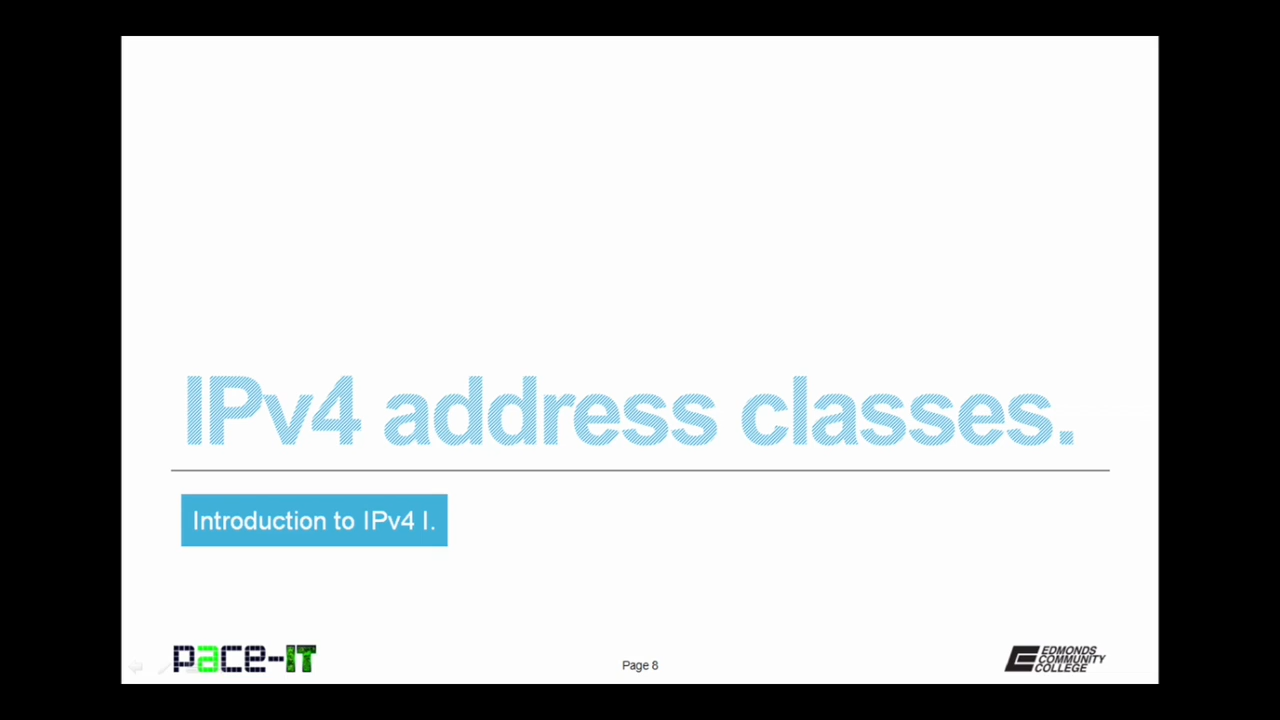 IPv4 address classes.
Introduction to IPv4 I.
pace-IT
Page 8
EDMONDS
COMMUNITY
COLLEGE